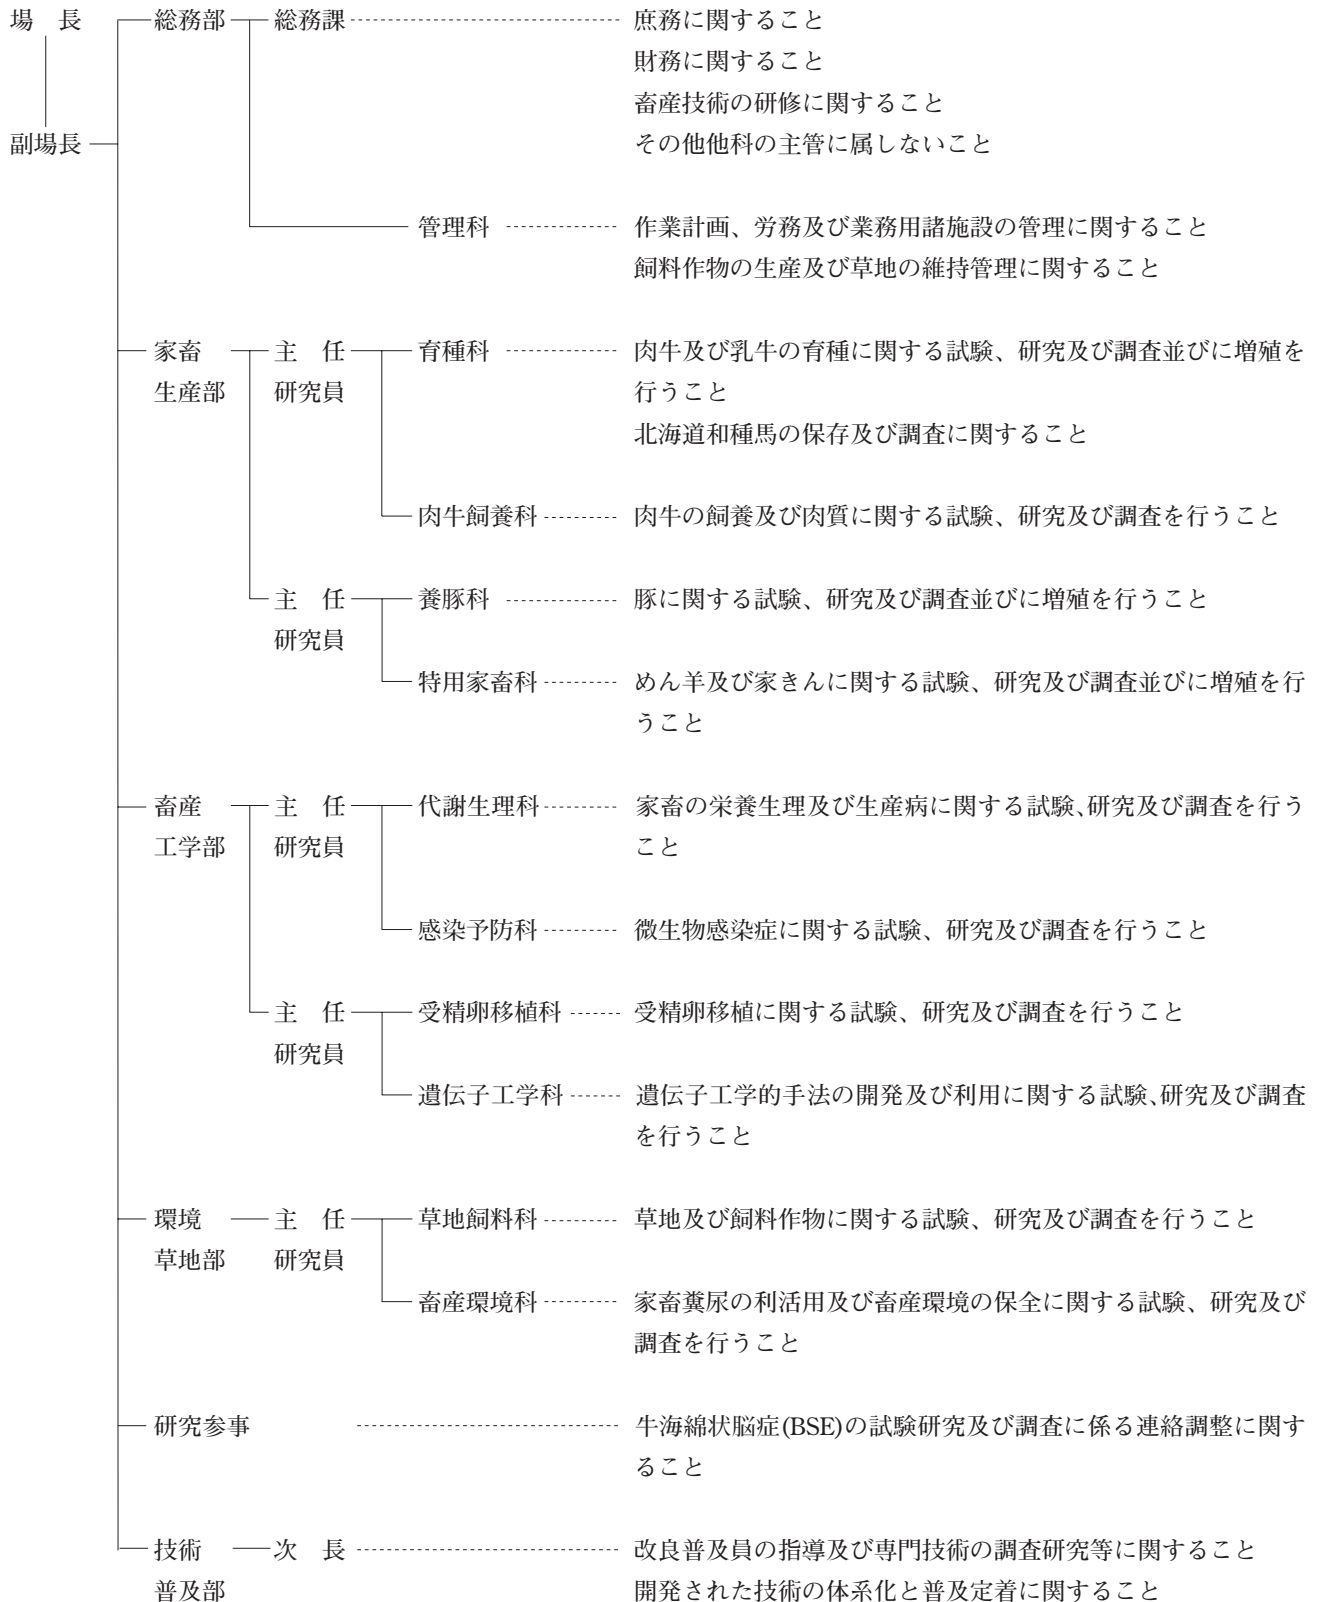 場　長　総務部　総務課　庶務に関すること
財務に関すること
畜産技術の研修に関すること
副場長　その他他科の主管に属しないこと
管理科　作業計画、労務及び業務用諸施設の管理に関すること
飼料作物の生産及び草地の維持管理に関すること
家畜　主　任　育種科　肉牛及び乳牛の育種に関する試験、研究及び調査並びに増殖を
生産部　研究員　行うこと
北海道和種馬の保存及び調査に関すること
肉牛飼養科　肉牛の飼養及び肉質に関する試験、研究及び調査を行うこと
主　任　養豚科　豚に関する試験、研究及び調査並びに増殖を行うこと
研究員
特用家畜科　めん羊及び家きんに関する試験、研究及び調査並びに増殖を行
うこと
畜産　主　任　代謝生理科　家畜の栄養生理及び生産病に関する試験、研究及び調査を行う
工学部　研究員　こと
感染予防科　微生物感染症に関する試験、研究及び調査を行うこと
主　任　受精卵移植科　受精卵移植に関する試験、研究及び調査を行うこと
研究員
遺伝子工学科　遺伝子工学的手法の開発及び利用に関する試験、研究及び調査
を行うこと
環境　主　任　草地飼料科　草地及び飼料作物に関する試験、研究及び調査を行うこと
草地部　研究員
畜産環境科　家畜糞尿の利活用及び畜産環境の保全に関する試験、研究及び
調査を行うこと
研究参事　牛海綿状脳症(BSE)の試験研究及び調査に係る連絡調整に関す
ること
技術　次　長　改良普及員の指導及び専門技術の調査研究等に関すること
普及部　開発された技術の体系化と普及定着に関すること